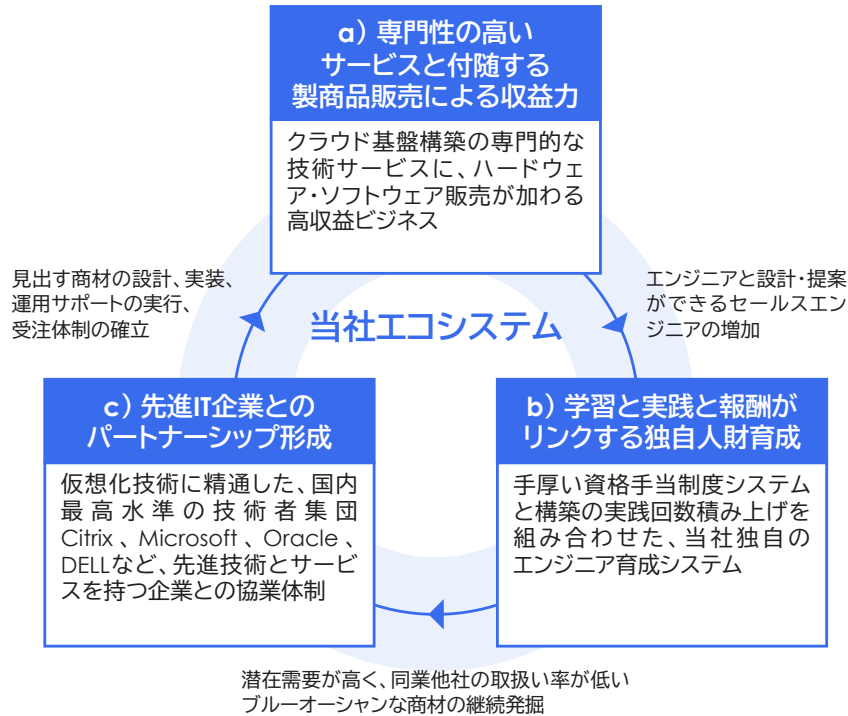 a）専門性の高い
サービスと付随する
製商品販売による収益力
クラウド基盤構築の専門的な
技術サービスに、ハードウェ
ア・ソフトウェア販売が加わる
高収益ビジネス
見出す商材の設計、実装、
運用サポートの実行、
受注体制の確立
当社エコシステム
エンジニアと設計・提案
ができるセールスエン
ジニアの増加
c）先進IT企業との
パートナーシップ形成
仮想化技術に精通した、国内
最高水準の技術者集団
Citrix、Microsoft、Oracle、
DELLなど、先進技術とサービ
スを持つ企業との協業体制
b）学習と実践と報酬が
リンクする独自人財育成
手厚い資格手当制度システム
と構築の実践回数積み上げを
組み合わせた、当社独自の
エンジニア育成システム
潜在需要が高く、同業他社の取扱い率が低い
ブルーオーシャンな商材の継続発掘